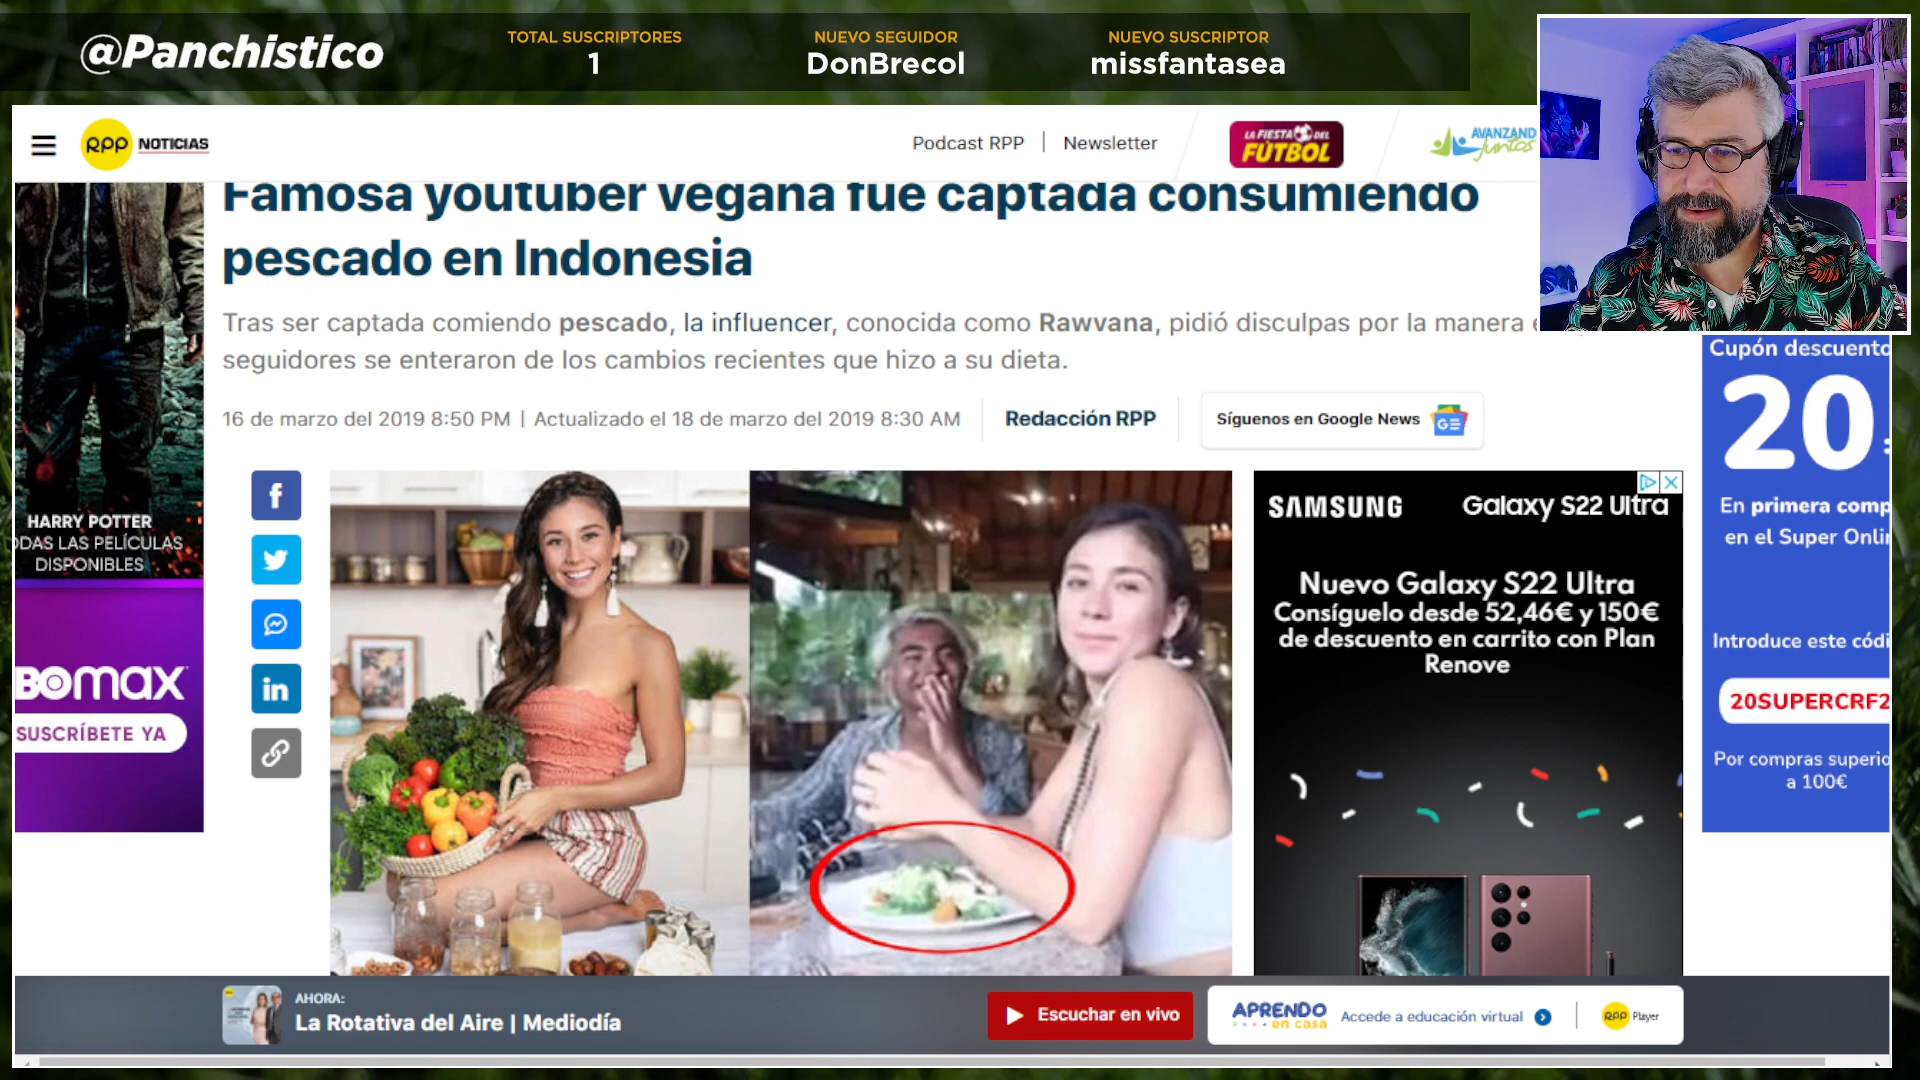 @Panchistico
TOTAL SUSCRIPTORES
1
NUEVO SEGUIDOR
DonBrecol
NUEVO SUSCRIPTOR
missfantasea
RPP NOTICIAS
Podcast RPP | Newsletter
LA FIESTA DEL
FÚTBOL
AVANZAND
Juntos
Famosa youtuber vegana fue captada consumiendo
pescado en Indonesia
Tras ser captada comiendo pescado, la influencer, conocida como Rawvana, pidió disculpas por la manera
seguidores se enteraron de los cambios recientes que hizo a su dieta.
16 de marzo del 2019 8:50 PM | Actualizado el 18 de marzo del 2019 8:30 AM
Redacción RPP
Síguenos en Google News
HARRY POTTER
ODAS LAS PELÍCULAS
DISPONIBLES
BOmax
SUSCRÍBETE YA
SAMSUNG
Galaxy S22 Ultra
Nuevo Galaxy S22 Ultra
Consíguelo desde 52,46€ y 150€
de descuento en carrito con Plan
Renove
Cupón descuento
20
En primera comp
en el Super Onli
Introduce este códi
20SUPERCRF2
Por compras superio
a 100€
AHORA:
La Rotativa del Aire | Mediodía
Escuchar en vivo
APRENDO
en casa
Accede a educación virtual
RPP Player